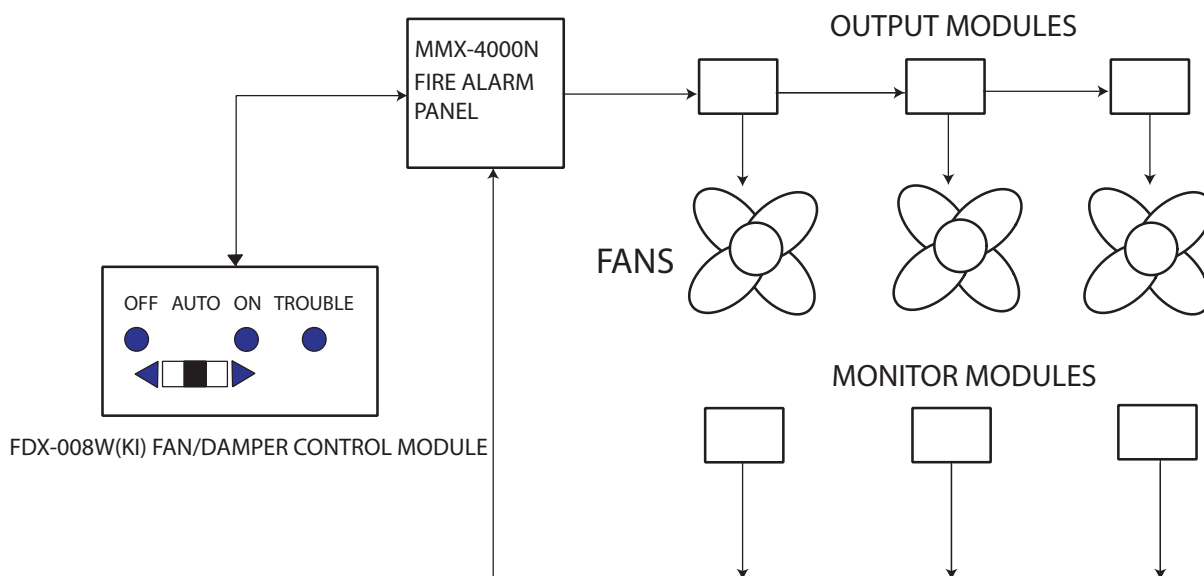 OUTPUT MODULES
MMX-4000N
FIRE ALARM
PANEL
FANS
OFF AUTO ON TROUBLE
MONITOR MODULES
FDX-008W(KI) FAN/DAMPER CONTROL MODULE